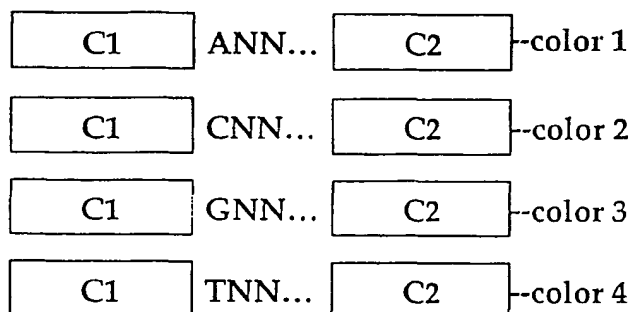 C1 ANN... C2 --color 1
C1 CNN... C2 --color 2
C1 GNN... C2 --color 3
C1 TNN... C2 --color 4